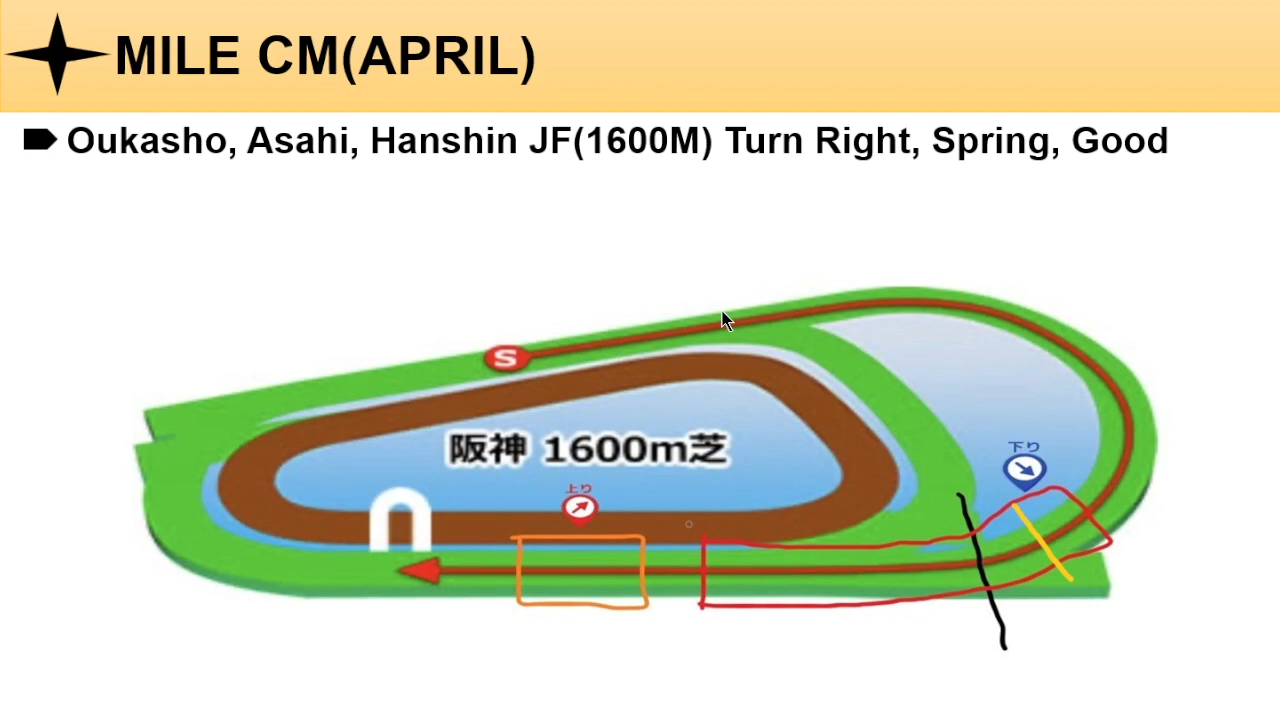 MILE CM(APRIL)
Oukasho, Asahi, Hanshin JF(1600M) Turn Right, Spring, Good
S
下り
阪神 1600m芝
上り